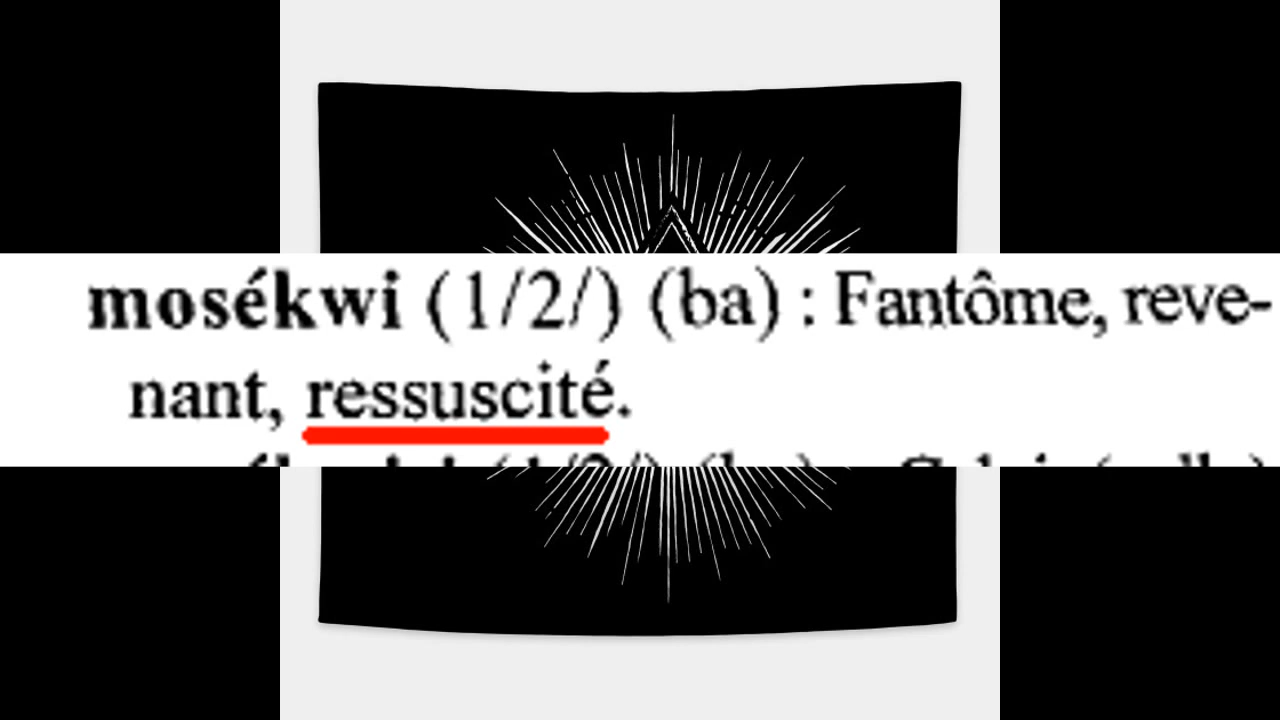 mosékwi (1/2/) (ba) : Fantôme, reve-
nant, ressuscité.